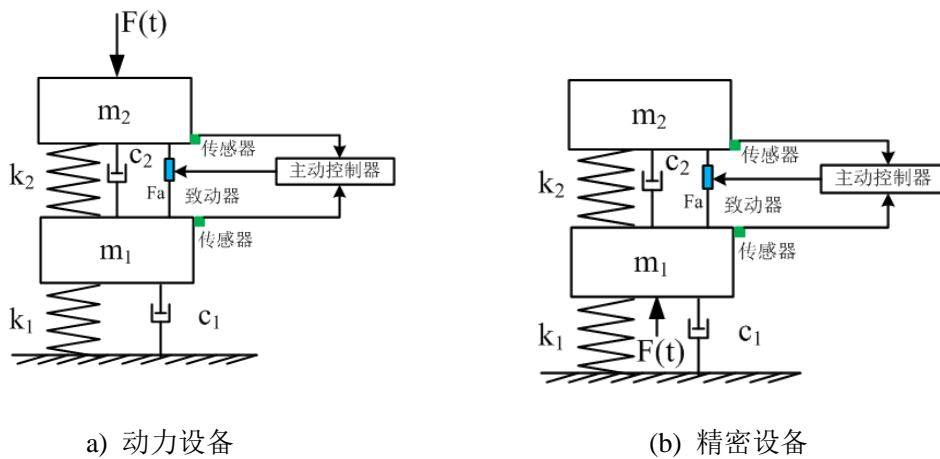 F(t)
m₂
c₂
传感器
k₂
主动控制器
Fa
致动器
传感器
m₁
k₁
c₁
a) 动力设备
m₂
c₂
传感器
k₂
主动控制器
Fa
致动器
传感器
m₁
k₁
F(t)
c₁
(b) 精密设备